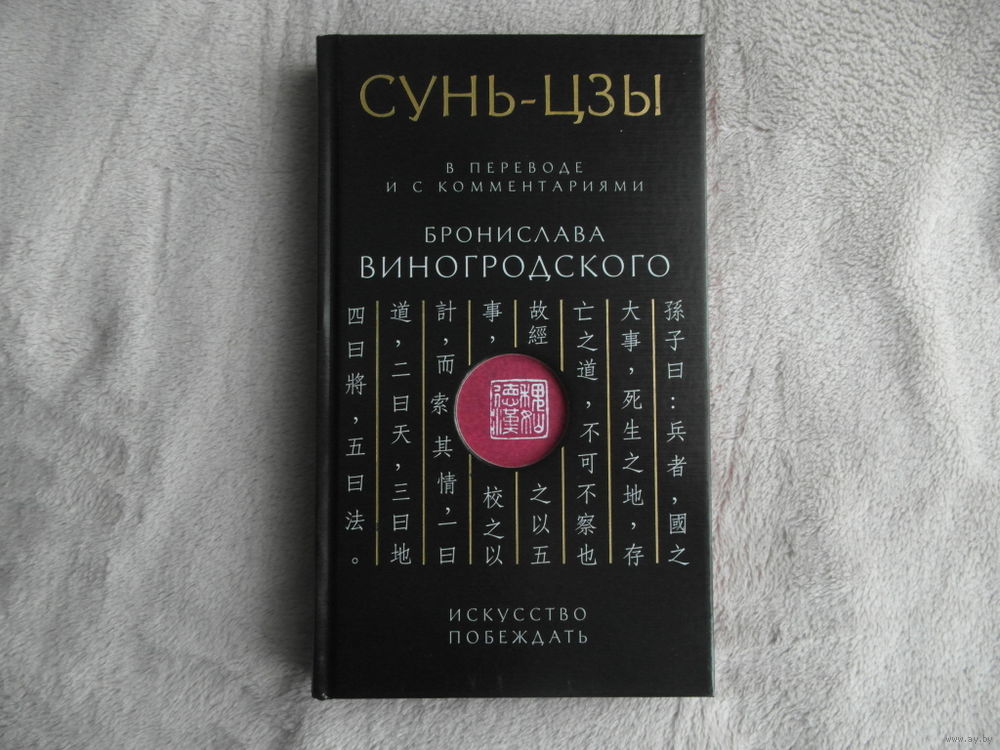 СУНЬ-ЦЗЫ
В ПЕРЕВОДЕ
И С КОММЕНТАРИЯМИ
БРОНИСЛАВА
ВИНОГРОДСКОГО
孫子曰：兵者，國之
大事，死生之地，存
亡之道，不可不察也
故經之以五
事，校之以
計，而索其情，一曰
道，二曰天，三曰地
四曰將，五曰法。
ИСКУССТВО
ПОБЕЖДАТЬ
www.ay.by